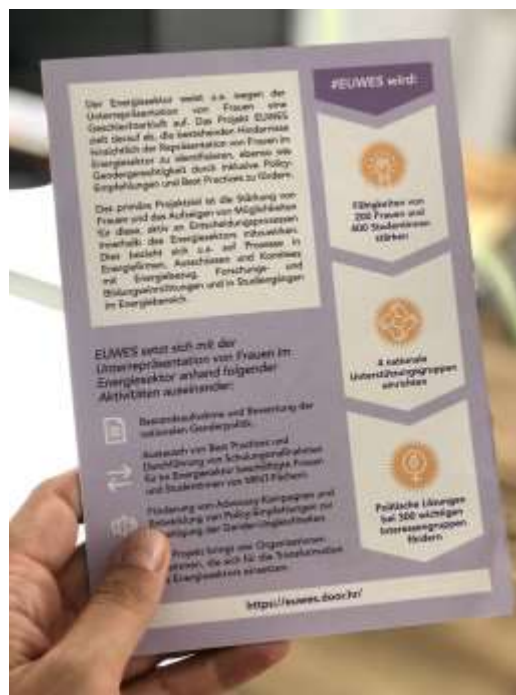 Der Energiesektor weist u.a. wegen der
Unterrepräsentation von Frauen eine
Geschlechterkluft auf. Das Projekt EUWES
zielt darauf ab, die bestehenden Hindernisse
hinsichtlich der Repräsentation von Frauen im
Energiesektor zu identifizieren, ebenso wie
Gendergerechtigkeit durch inklusive Policy-
Empfehlungen und Best Practices zu fördern.
Das primäre Projektziel ist die Stärkung von
Frauen und das Aufzeigen von Möglichkeiten
für diese, aktiv an Entscheidungsprozessen
innerhalb des Energiesektors mitzuwirken.
Dies bezieht sich u.a. auf Prozesse in
Energiefirmen, Ausschüssen und Komitees
mit Energiebezug, Forschungs- und
Bildungseinrichtungen und in Studiengängen
im Energiebereich.
EUWES setzt sich mit der
Unterrepräsentation von Frauen im
Energiesektor anhand folgender
Aktivitäten auseinander:
Bestandsaufnahme und Bewertung der
nationalen Genderpolitik.
Austausch von Best Practices und
Durchführung von Schulungsmaßnahmen
für im Energiesektor beschäftigte Frauen
und Studentinnen von MINT-Fächern.
Förderung von Advocacy-Kampagnen und
Entwicklung von Policy-Empfehlungen zur
der Gender-Ungleichheiten.
Projekt bringt vier Organisationen
die sich für die Transformation
Energiesektors einsetzen.
#EUWES wird:
Fähigkeiten von
200 Frauen und
600 Studentinnen
stärken
4 nationale
Unterstützungsgruppen
einrichten
Politische Lösungen
bei 500 wichtigen
Interessengruppen
fördern
https://euwes.door.hr/